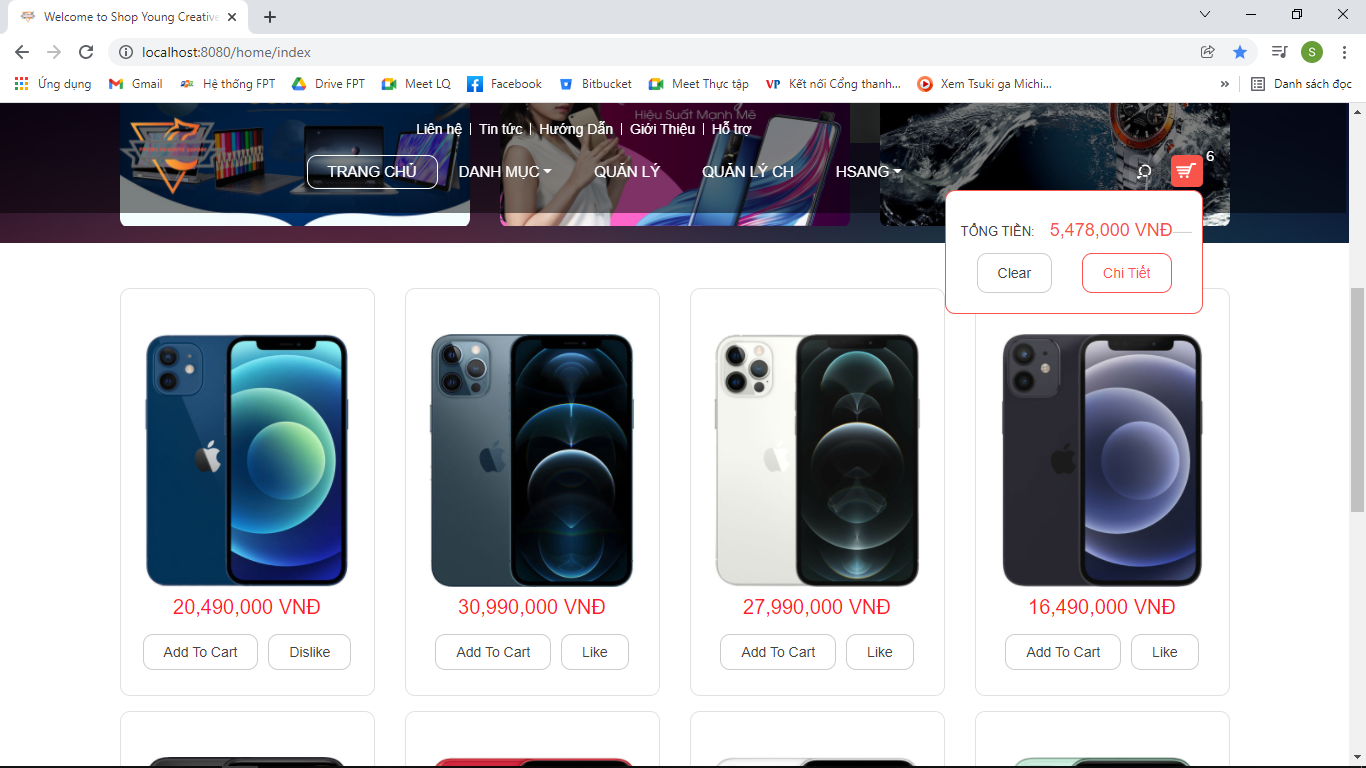 Welcome to Shop Young Creative
localhost:8080/home/index
S
Ứng dụng Gmail Hệ thống FPT Drive FPT Meet LQ Facebook Bitbucket Meet Thực tập VP Kết nối Cổng thanh... Xem Tsuki ga Michi... » Danh sách đọc
Hiệu Suất Mạnh Mẽ
Liên hệ | Tin tức | Hướng Dẫn | Giới Thiệu | Hỗ trợ
TRANG CHỦ DANH MỤC QUẢN LÝ QUẢN LÝ CH HSANG 6
TỔNG TIỀN: 5,478,000 VNĐ
Clear Chi Tiết
20,490,000 VNĐ 30,990,000 VNĐ 27,990,000 VNĐ 16,490,000 VNĐ
Add To Cart Dislike Add To Cart Like Add To Cart Like Add To Cart Like